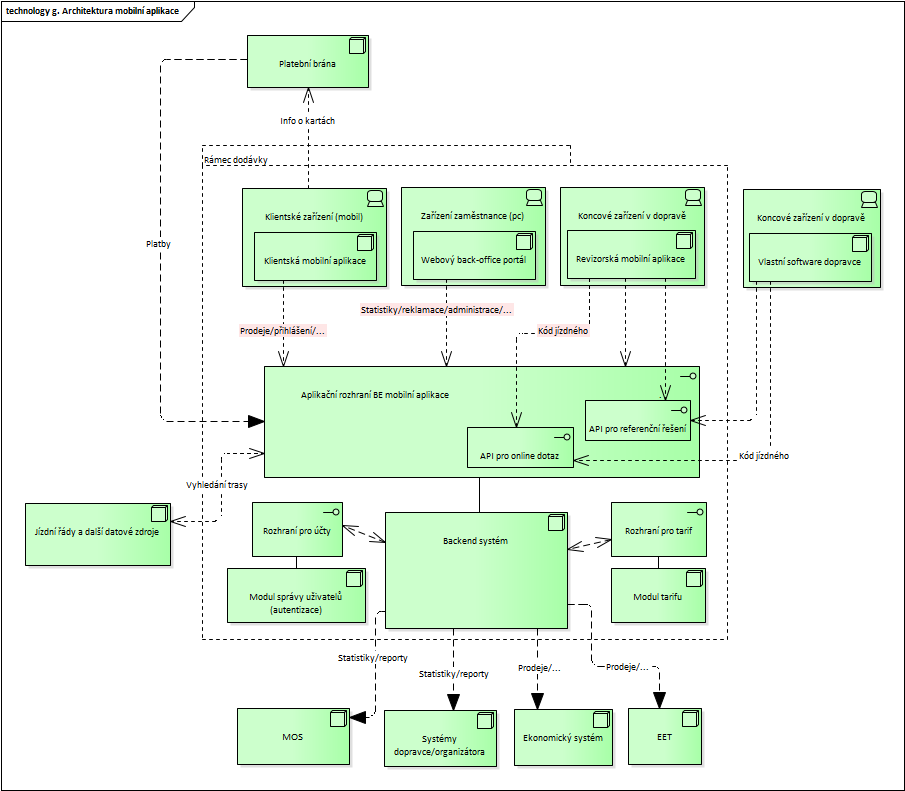 technology g. Architektura mobilní aplikace
Platební brána
Info o kartách
Rámec dodávky
Klientské zařízení (mobil)
Klientská mobilní aplikace
Zařízení zaměstnance (pc)
Webový back-office portál
Koncové zařízení v dopravě
Revizorská mobilní aplikace
Koncové zařízení v dopravě
Vlastní software dopravce
Platby
Statistiky/reklamace/administrace/...
Prodeje/přihlášení/...
Kód jízdného
Aplikační rozhraní BE mobilní aplikace
API pro referenční řešení
API pro online dotaz
Kód jízdného
Vyhledání trasy
Jízdní řády a další datové zdroje
Rozhraní pro účty
Backend systém
Rozhraní pro tarif
Modul správy uživatelů
(autentizace)
Modul tarifu
Statistiky/reporty
Statistiky/reporty
Prodeje/...
Prodeje/...
MOS
Systémy
dopravce/organizátora
Ekonomický systém
EET